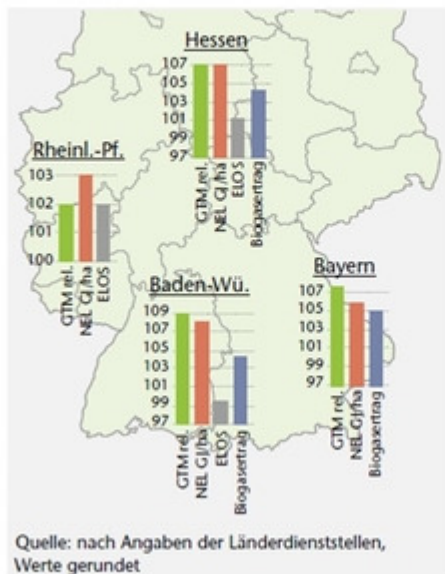 Hessen
107
105
103
101
99
97
GTM rel.
NEL GJ/ha
ELOS
Biogasertrag
Rheinl.-Pf.
103
102
101
100
GTM rel.
NEL GJ/ha
ELOS
Baden-Wü.
109
107
105
103
101
99
97
GTM rel.
NEL GJ/ha
ELOS
Biogasertrag
Bayern
107
105
103
101
99
97
GTM rel.
NEL GJ/ha
Biogasertrag
Quelle: nach Angaben der Länderdienststellen,
Werte gerundet